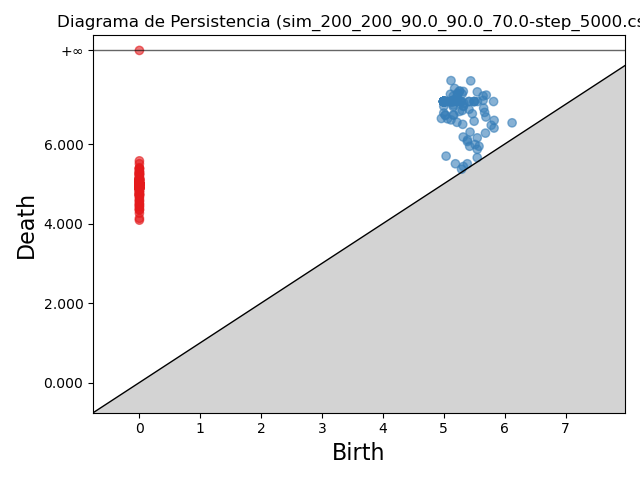 Diagrama de Persistencia (sim_200_200_90.0_90.0_70.0-step_5000.cs
+∞
6.000
4.000
2.000
0.000
Death
0 1 2 3 4 5 6 7
Birth